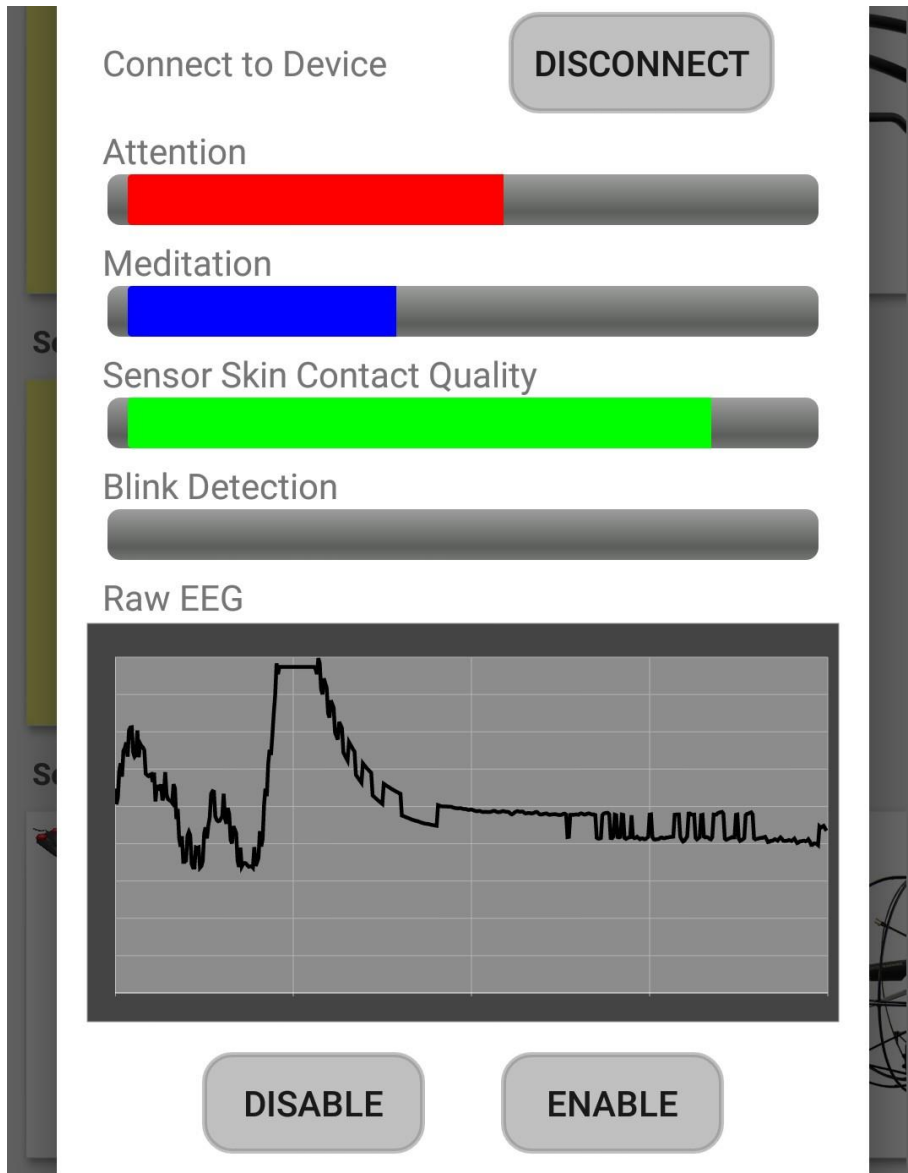 Connect to Device DISCONNECT
Attention
Meditation
Sensor Skin Contact Quality
Blink Detection
Raw EEG
DISABLE ENABLE